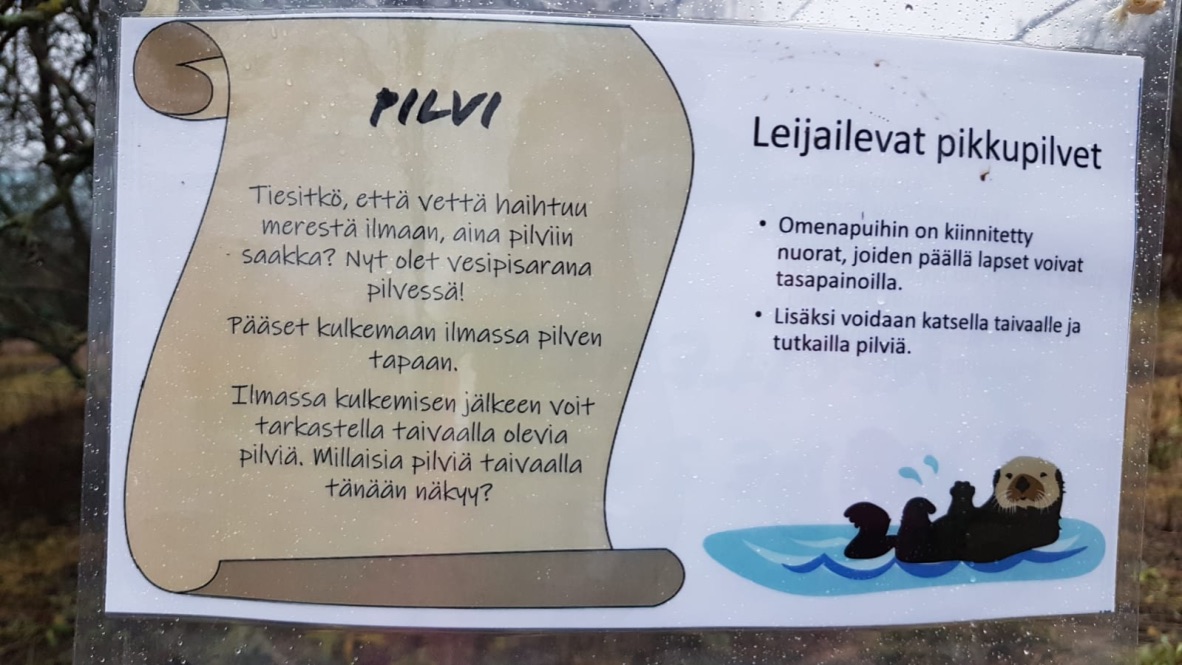 PILVI
Tiesitkö, että vettä haihtuu
merestä ilmaan, aina pilviin
saakka? Nyt olet vesipisarana
pilvessä!
Pääset kulkemaan ilmassa pilven
tapaan.
Ilmassa kulkemisen jälkeen voit
tarkastella taivaalla olevia
pilviä. Millaisia pilviä taivaalla
tänään näkyy?
Leijailevat pikkupilvet
• Omenapuihin on kiinnitetty
nuorat, joiden päällä lapset voivat
tasapainoilla.
• Lisäksi voidaan katsella taivaalle ja
tutkailla pilviä.